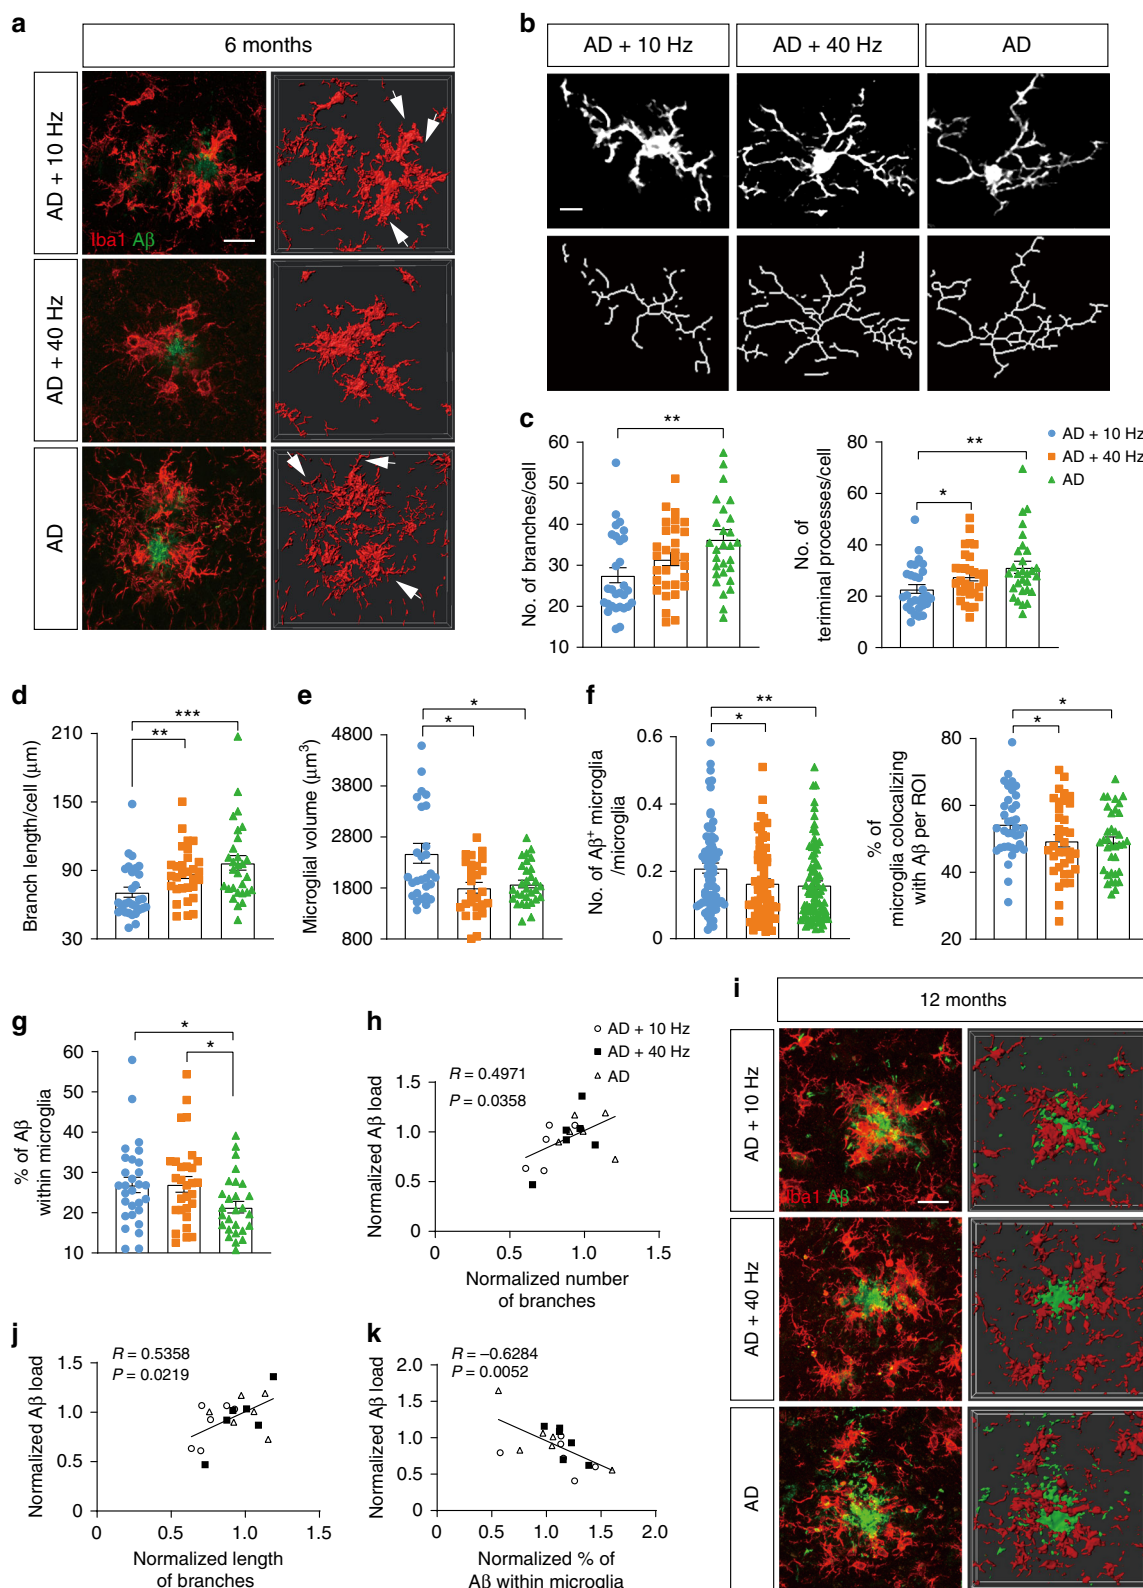 a
6 months
AD + 10 Hz
Iba1 Aβ
AD + 40 Hz
AD
b
AD + 10 Hz
AD + 40 Hz
AD
c
**
No. of branches/cell
60
50
40
30
20
10
**
*
No. of
terminal processes/cell
80
60
40
20
0
AD + 10 Hz
AD + 40 Hz
AD
d
***
**
Branch length/cell (μm)
210
150
90
30
e
*
*
Microglial volume (μm³)
4800
3800
2800
1800
800
f
**
*
No. of Aβ⁺ microglia
/microglia
0.6
0.4
0.2
0
*
*
% of
microglia colocalizing
with Aβ per ROI
80
60
40
20
g
*
*
% of Aβ
within microglia
60
50
40
30
20
10
h
AD + 10 Hz
AD + 40 Hz
AD
R = 0.4971
P = 0.0358
Normalized Aβ load
1.5
1.0
0.5
0
0
0.5
1.0
1.5
Normalized number
of branches
i
12 months
AD + 10 Hz
Iba1 Aβ
AD + 40 Hz
AD
j
R = 0.5358
P = 0.0219
Normalized Aβ load
1.5
1.0
0.5
0
0
0.5
1.0
1.5
Normalized length
of branches
k
R = –0.6284
P = 0.0052
Normalized Aβ load
2.0
1.5
1.0
0.5
0
0
0.5
1.0
1.5
2.0
Normalized % of
Aβ within microglia